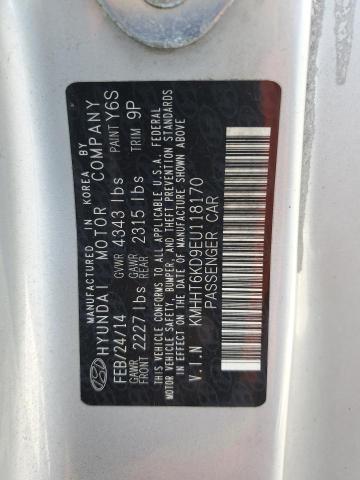 MANUFACTURED IN KOREA BY
HYUNDAI MOTOR COMPANY
FEB/24/14 GVWR 4343 lbs PAINT Y6S
GAWR FRONT 2227 lbs GAWR REAR 2315 lbs TRIM 9P
THIS VEHICLE CONFORMS TO ALL APPLICABLE U.S.A. FEDERAL
MOTOR VEHICLE SAFETY, BUMPER, AND THEFT PREVENTION STANDARDS
IN EFFECT ON THE DATE OF MANUFACTURE SHOWN ABOVE
V.I.N KMHHT6KD9EU118170
PASSENGER CAR